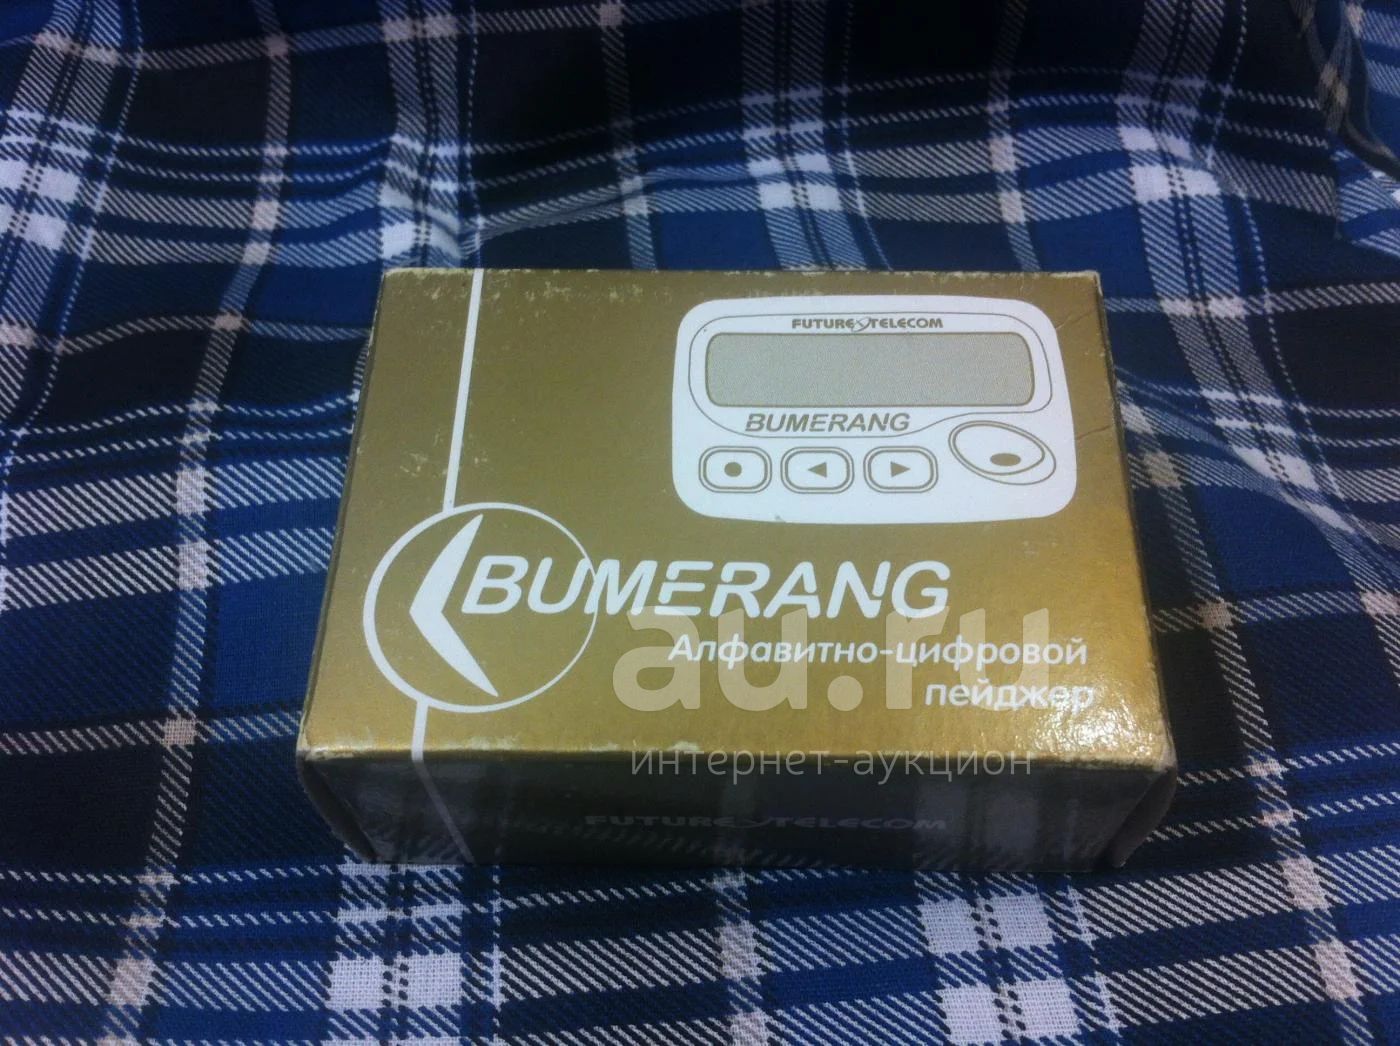 FUTURE TELECOM
BUMERANG
BUMERANG
Алфавитно-цифровой
пейджер
au.ru
интернет-аукцион
FUTURE TELECOM